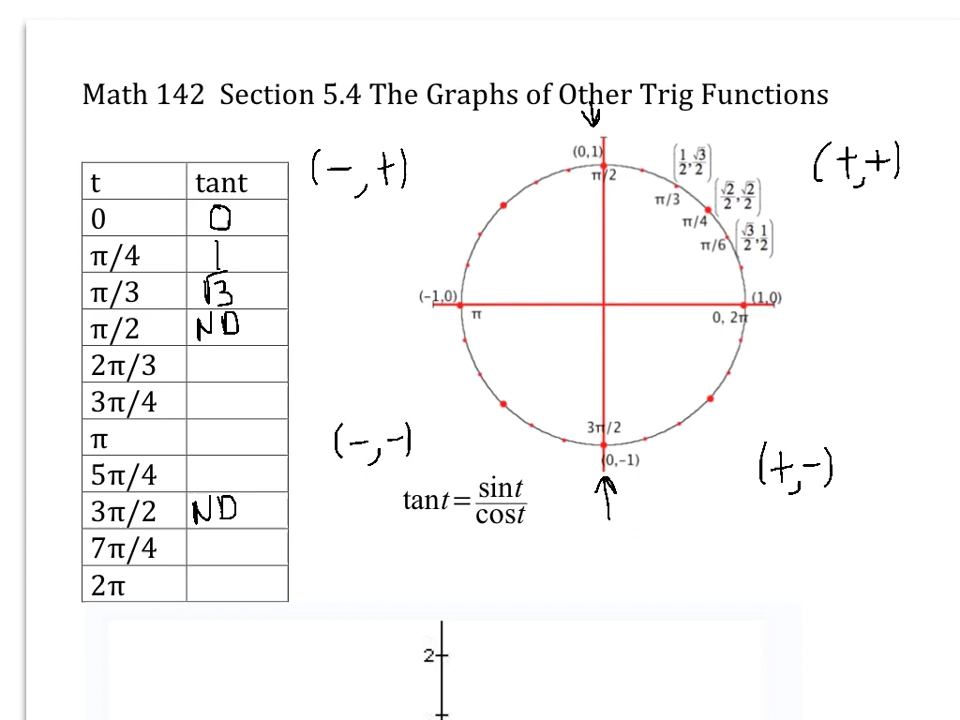 Math 142 Section 5.4 The Graphs of Other Trig Functions
t tant
0 0
π/4 1
π/3 √3
π/2 ND
2π/3
3π/4
π
5π/4
3π/2 ND
7π/4
2π
(-,+)
(+,+)
(0,1)
π/2
(1/2,√3/2)
π/3
(√2/2,√2/2)
π/4
(√3/2,1/2)
π/6
(-1,0)
π
(1,0)
0, 2π
3π/2
(0,-1)
(-,-)
(+,-)
tant=sint/cost
2